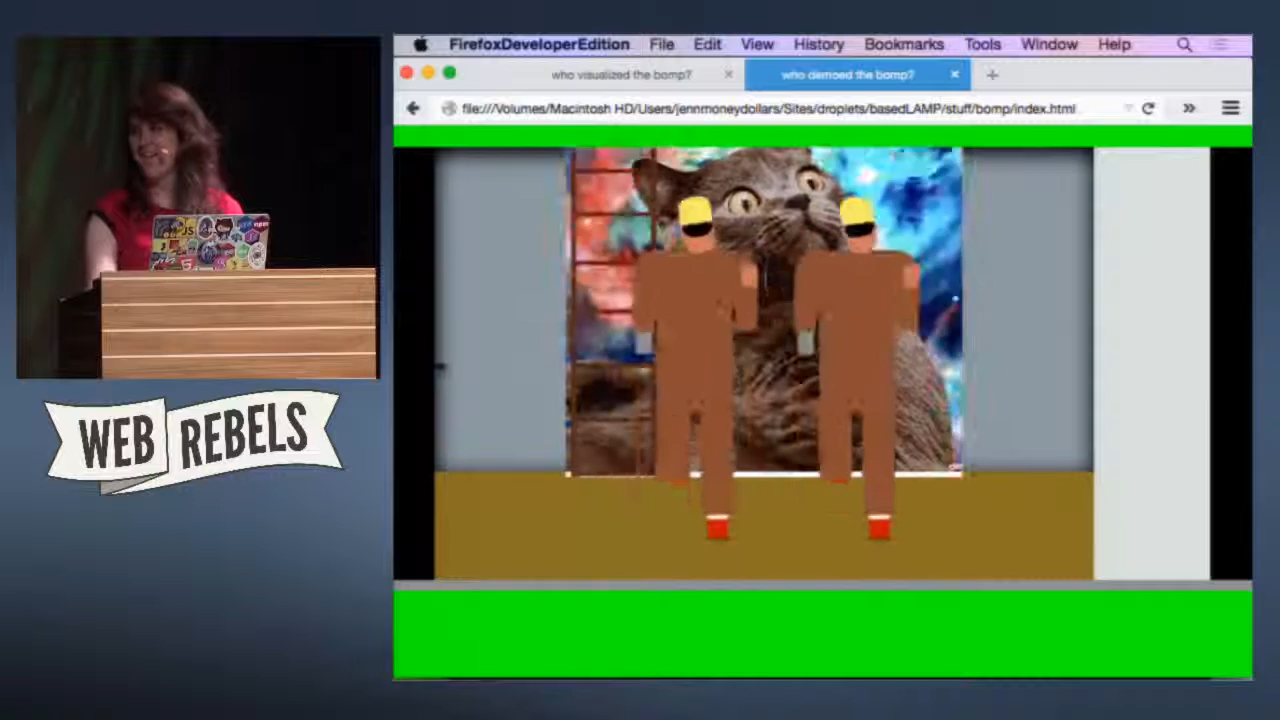 FirefoxDeveloperEdition File Edit View History Bookmarks Tools Window Help
who visualized the bomp? who demoed the bomp?
file:///Volumes/Macintosh HD/Users/jennmoneydollars/Sites/droplets/basedLAMP/stuff/bomp/index.html
JS
WEB REBELS